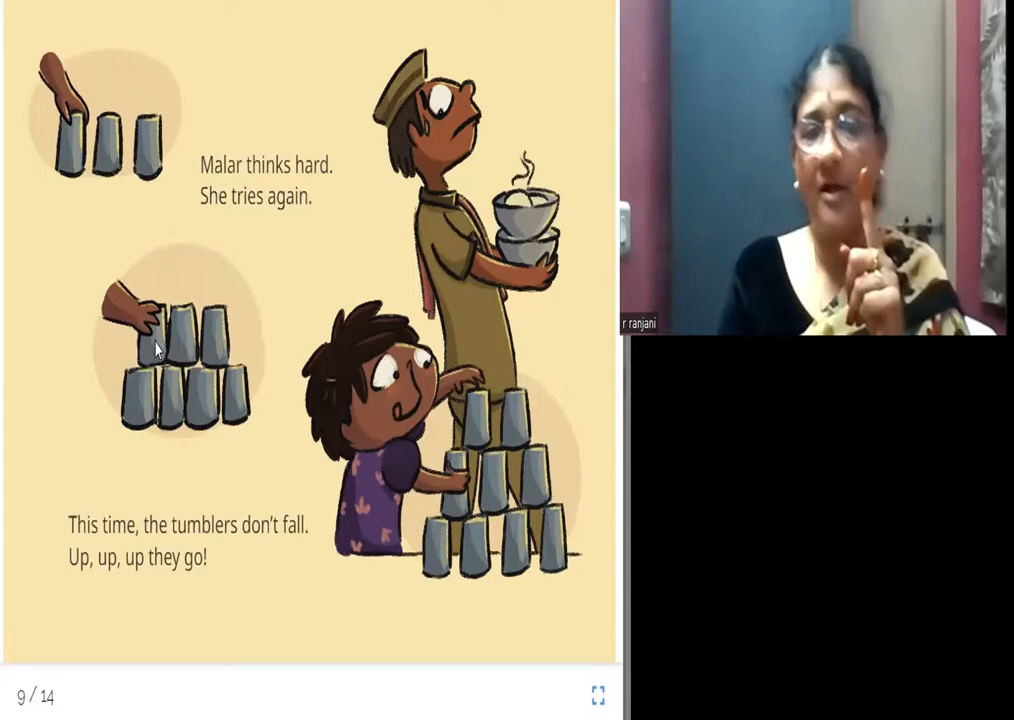 Malar thinks hard.
She tries again.
r ranjani
This time, the tumblers don't fall.
Up, up, up they go!
9 / 14